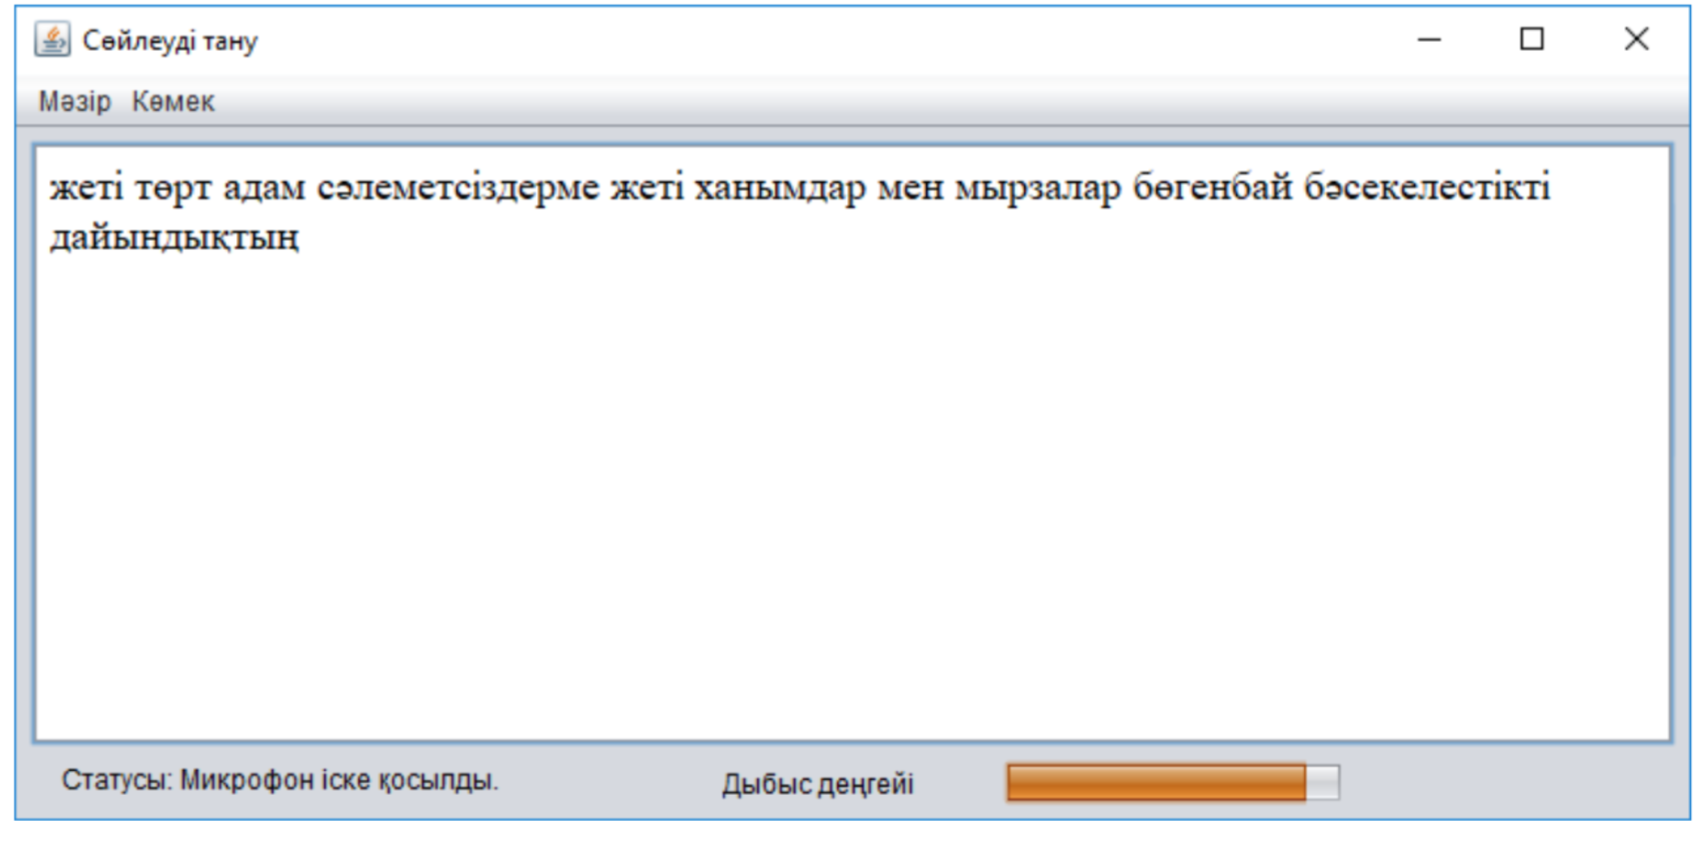 Сөйлеуді тану
Мәзір Көмек
жеті төрт адам сәлеметсіздерме жеті ханымдар мен мырзалар бөгенбай бәсекелестікті
дайындықтың
Статусы: Микрофон іске қосылды. Дыбыс деңгейі